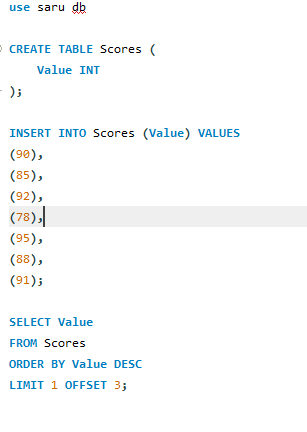 use saru db
CREATE TABLE Scores (
Value INT
);
INSERT INTO Scores (Value) VALUES
(90),
(85),
(92),
(78),
(95),
(88),
(91);
SELECT Value
FROM Scores
ORDER BY Value DESC
LIMIT 1 OFFSET 3;